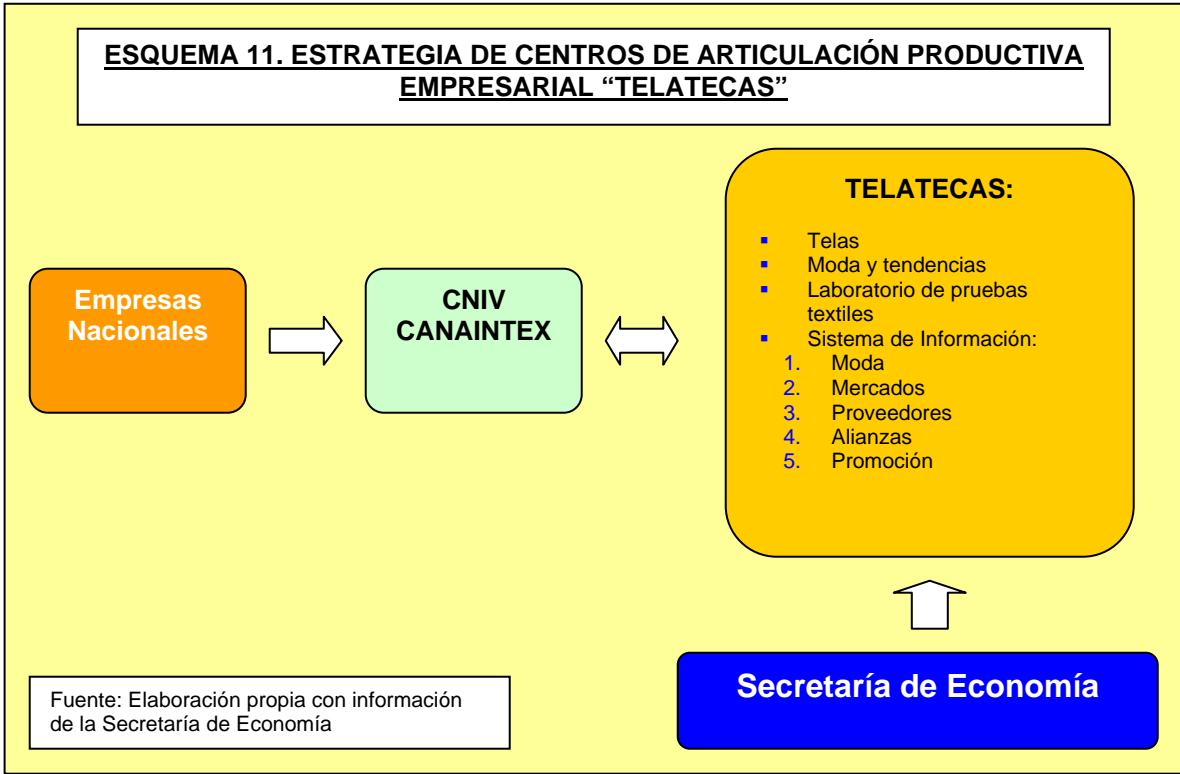 ESQUEMA 11. ESTRATEGIA DE CENTROS DE ARTICULACIÓN PRODUCTIVA
EMPRESARIAL “TELATECAS”
Empresas
Nacionales
CNIV
CANAINTEX
TELATECAS:
▪ Telas
▪ Moda y tendencias
▪ Laboratorio de pruebas
textiles
▪ Sistema de Información:
1. Moda
2. Mercados
3. Proveedores
4. Alianzas
5. Promoción
Secretaría de Economía
Fuente: Elaboración propia con información
de la Secretaría de Economía